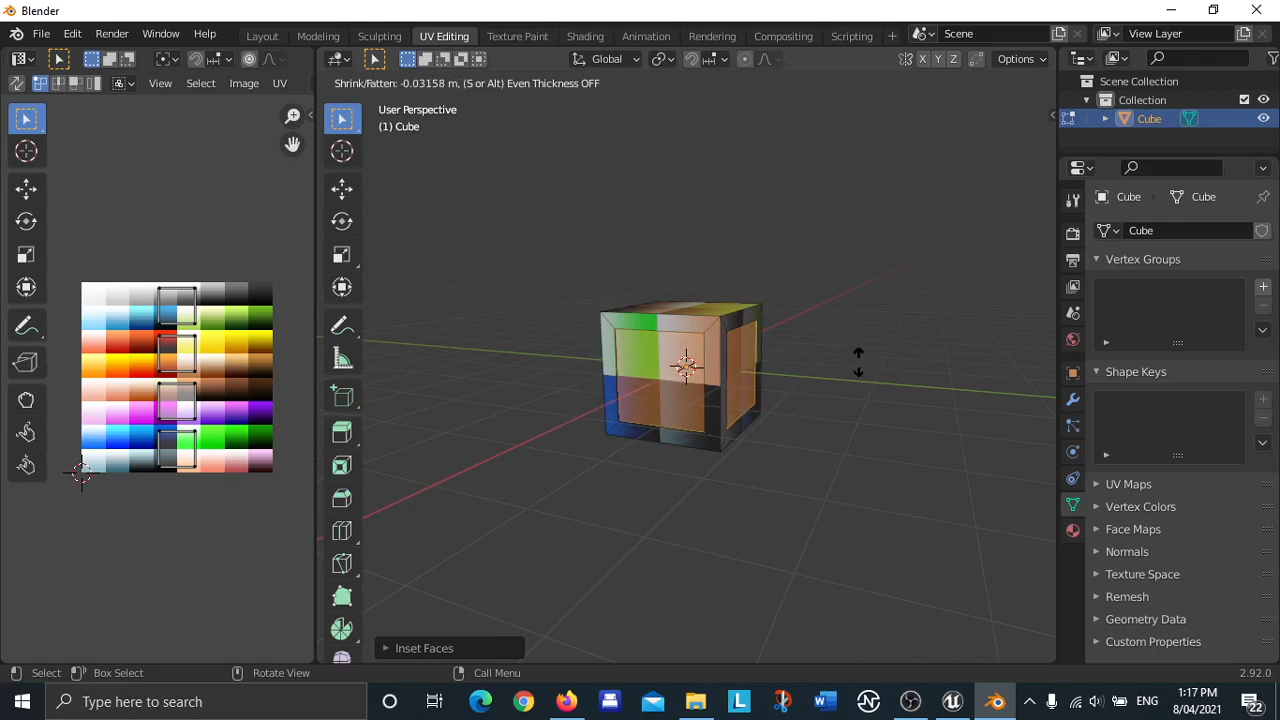 Blender
File Edit Render Window Help
Layout Modeling Sculpting UV Editing Texture Paint Shading Animation Rendering Compositing Scripting
Scene
View Layer
Global
X Y Z
Options
View Select Image UV
Shrink/Fatten: -0.03158 m, (S or Alt) Even Thickness OFF
User Perspective
(1) Cube
Inset Faces
Scene Collection
Collection
Cube
Cube Cube
Cube
Vertex Groups
Shape Keys
UV Maps
Vertex Colors
Face Maps
Normals
Texture Space
Remesh
Geometry Data
Custom Properties
Select Box Select Rotate View Call Menu 2.92.0
Type here to search
ENG
1:17 PM
8/04/2021
22